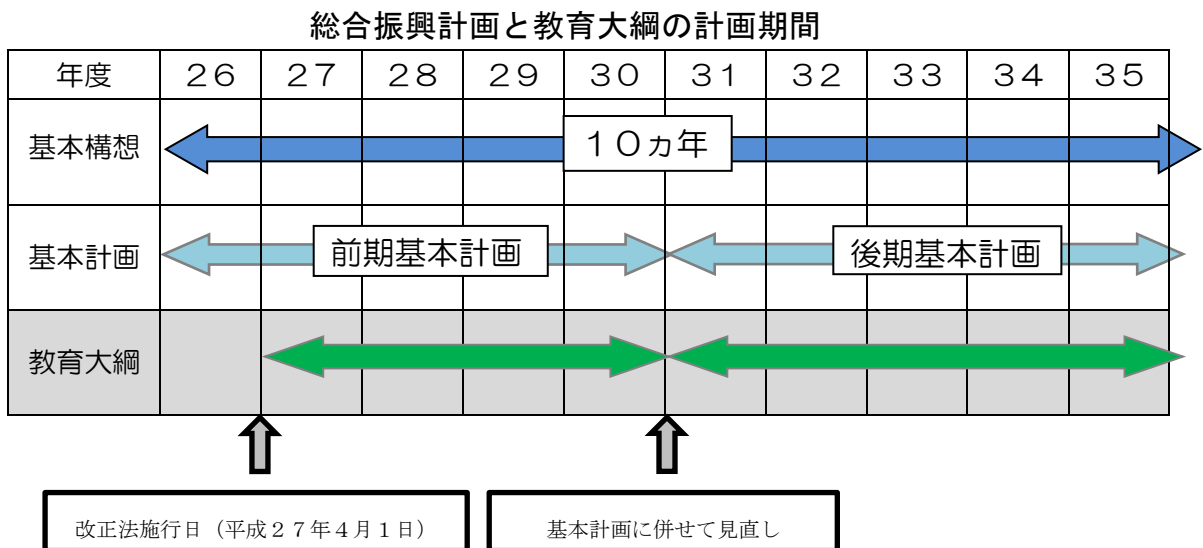 総合振興計画と教育大綱の計画期間
年度 26 27 28 29 30 31 32 33 34 35
基本構想 10ヵ年
基本計画 前期基本計画 後期基本計画
教育大綱
改正法施行日（平成27年4月1日） 基本計画に併せて見直し